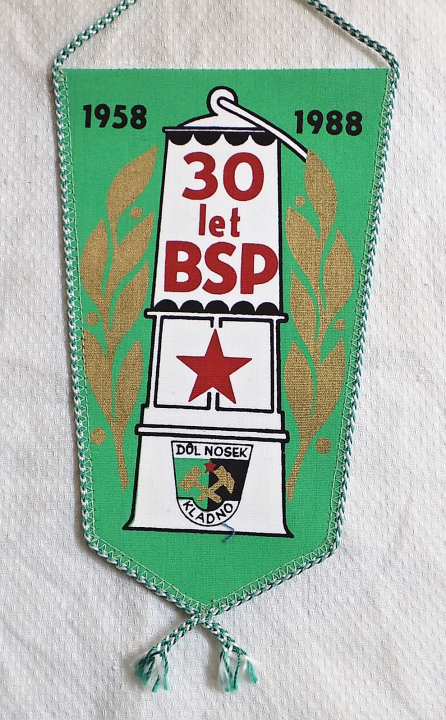 1958
1988
30
let
BSP
DŮL NOSEK
KLADNO